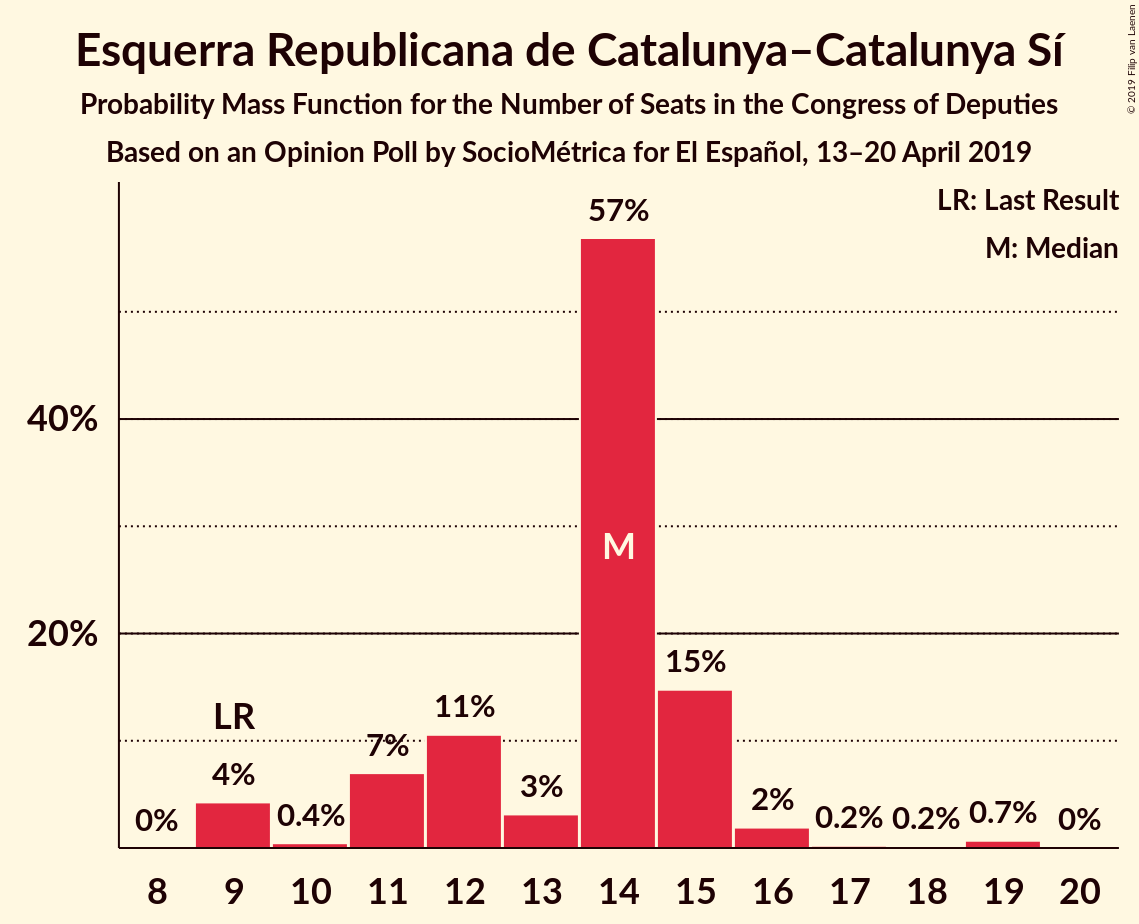 Esquerra Republicana de Catalunya–Catalunya Sí
Probability Mass Function for the Number of Seats in the Congress of Deputies
Based on an Opinion Poll by SocioMétrica for El Español, 13–20 April 2019
© 2019 Filip van Laenen
LR: Last Result
M: Median
57%
40%
M
20%
15%
LR
11%
7%
4%
3%
2%
0%
0.4%
0.2%
0.2%
0.7%
0%
8 9 10 11 12 13 14 15 16 17 18 19 20